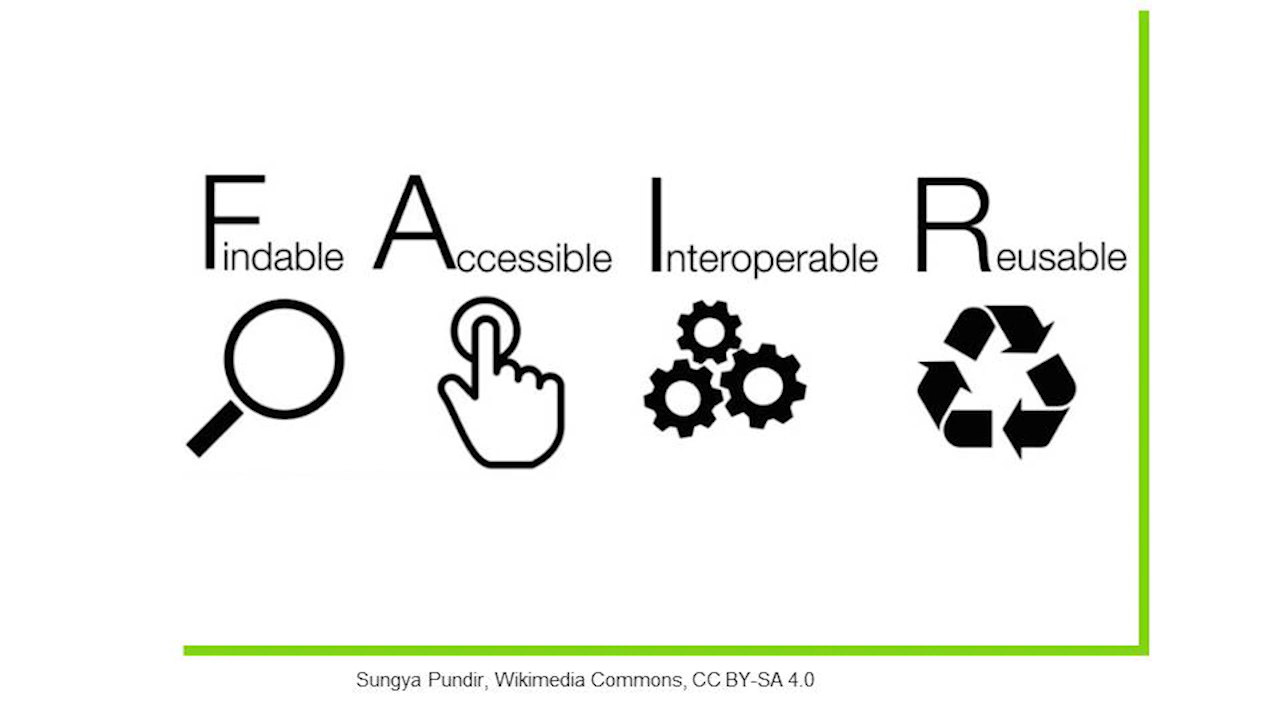 Findable Accessible Interoperable Reusable
Sungya Pundir, Wikimedia Commons, CC BY-SA 4.0